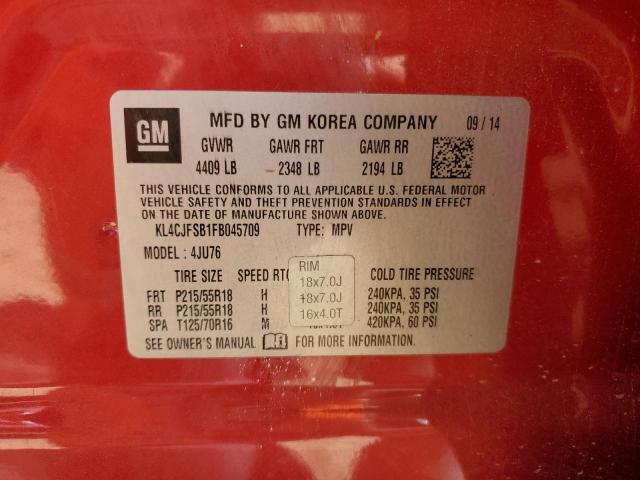 GM
MFD BY GM KOREA COMPANY 09 / 14
GVWR GAWR FRT GAWR RR
4409 LB 2348 LB 2194 LB
THIS VEHICLE CONFORMS TO ALL APPLICABLE U.S. FEDERAL MOTOR
VEHICLE SAFETY AND THEFT PREVENTION STANDARDS IN EFFECT ON
THE DATE OF MANUFACTURE SHOWN ABOVE.
KL4CJFSB1FB045709 TYPE: MPV
MODEL: 4JU76
TIRE SIZE SPEED RTG RIM COLD TIRE PRESSURE
18x7.0J
FRT P215/55R18 H 18x7.0J 240KPA, 35 PSI
RR P215/55R18 H 16x4.0T 240KPA, 35 PSI
SPA T125/70R16 M 420KPA, 60 PSI
SEE OWNER'S MANUAL FOR MORE INFORMATION.